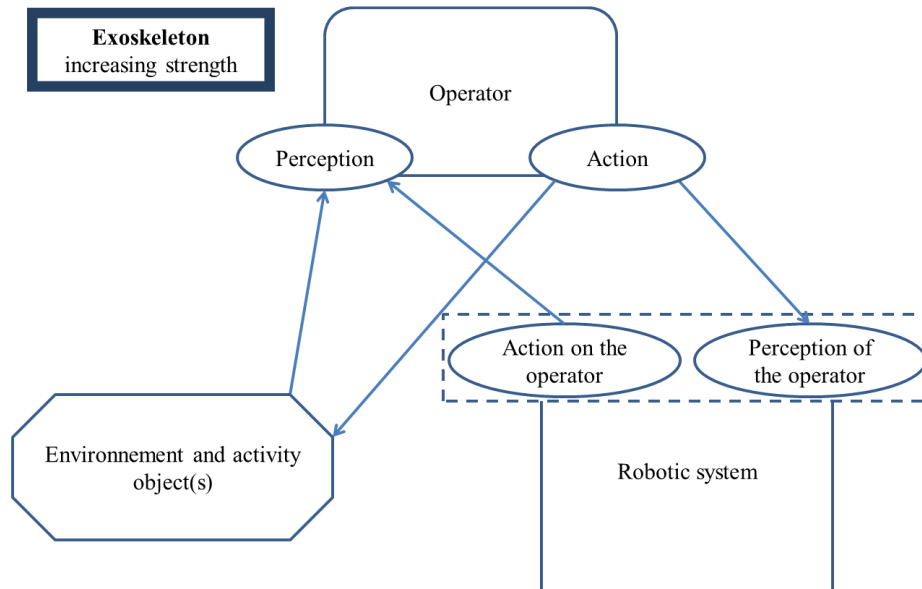 Exoskeleton
increasing strength
Operator
Perception
Action
Action on the
operator
Perception of
the operator
Environnement and activity
object(s)
Robotic system